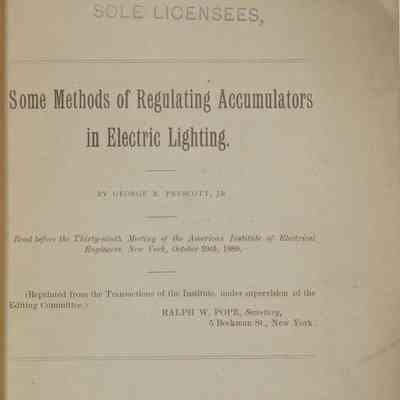 SOLE LICENSEES,
Some Methods of Regulating Accumulators
in Electric Lighting.
BY GEORGE B. PRESCOTT, JR.
Read before the Thirty-ninth Meeting of the American Institute of Electrical
Engineers, New York, October 29th, 1889.
(Reprinted from the Transactions of the Institute, under supervision of the
Editing Committee.)
RALPH W. POPE, Secretary,
5 Beekman St., New York.